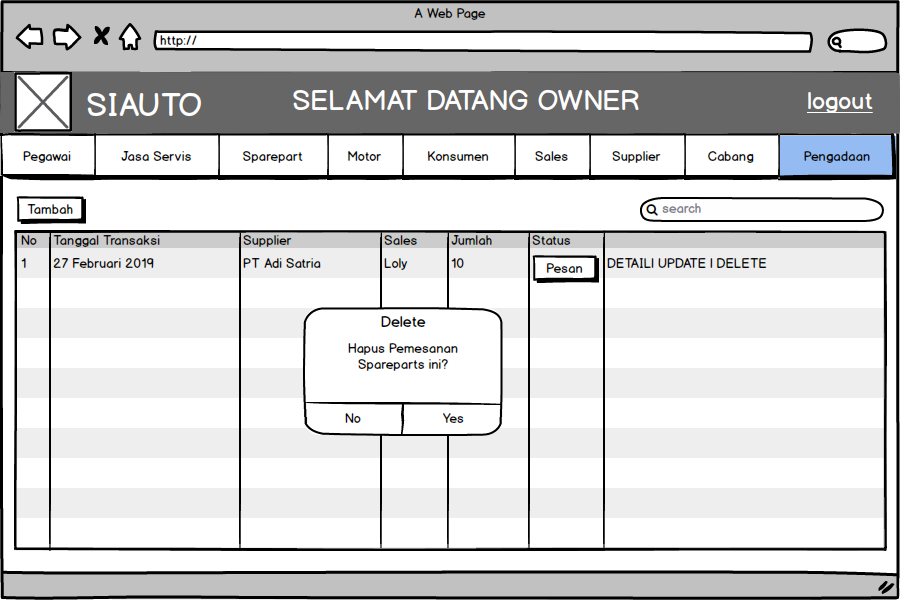 A Web Page
http://
SIAUTO
SELAMAT DATANG OWNER
logout
Pegawai
Jasa Servis
Sparepart
Motor
Konsumen
Sales
Supplier
Cabang
Pengadaan
Tambah
search
No Tanggal Transaksi Supplier Sales Jumlah Status
1 27 Februari 2019 PT Adi Satria Loly 10 Pesan DETAIL| UPDATE | DELETE
Delete
Hapus Pemesanan
Spareparts ini?
No
Yes